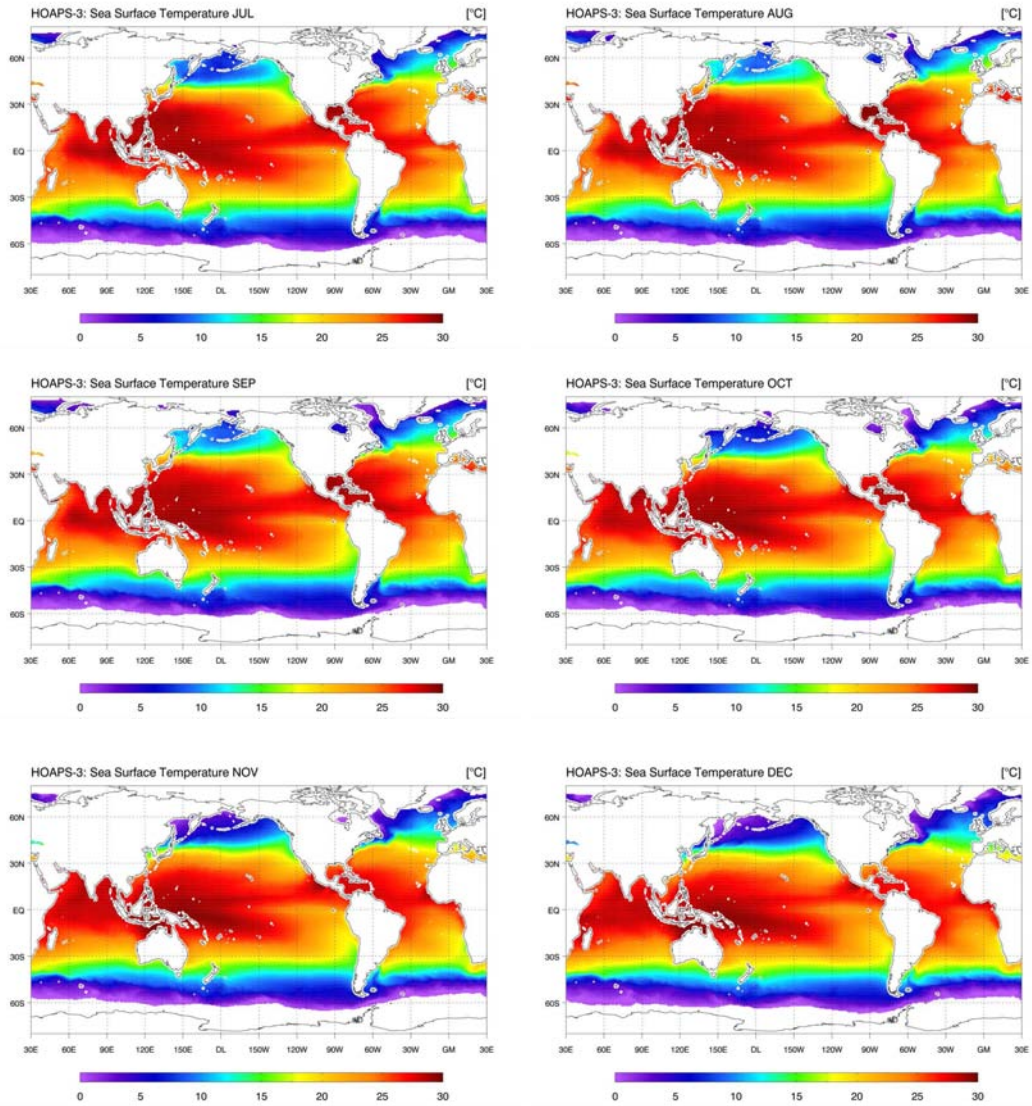 HOAPS-3: Sea Surface Temperature JUL [°C]
60N
30N
EQ
30S
60S
30E 60E 90E 120E 150E DL 150W 120W 90W 60W GM 30E
0 5 10 15 20 25 30
HOAPS-3: Sea Surface Temperature AUG [°C]
60N
30N
EQ
30S
60S
30E 60E 90E 120E 150E DL 150W 120W 90W 60W GM 30E
0 5 10 15 20 25 30
HOAPS-3: Sea Surface Temperature SEP [°C]
60N
30N
EQ
30S
60S
30E 60E 90E 120E 150E DL 150W 120W 90W 60W GM 30E
0 5 10 15 20 25 30
HOAPS-3: Sea Surface Temperature OCT [°C]
60N
30N
EQ
30S
60S
30E 60E 90E 120E 150E DL 150W 120W 90W 60W GM 30E
0 5 10 15 20 25 30
HOAPS-3: Sea Surface Temperature NOV [°C]
60N
30N
EQ
30S
60S
30E 60E 90E 120E 150E DL 150W 120W 90W 60W GM 30E
0 5 10 15 20 25 30
HOAPS-3: Sea Surface Temperature DEC [°C]
60N
30N
EQ
30S
60S
30E 60E 90E 120E 150E DL 150W 120W 90W 60W GM 30E
0 5 10 15 20 25 30